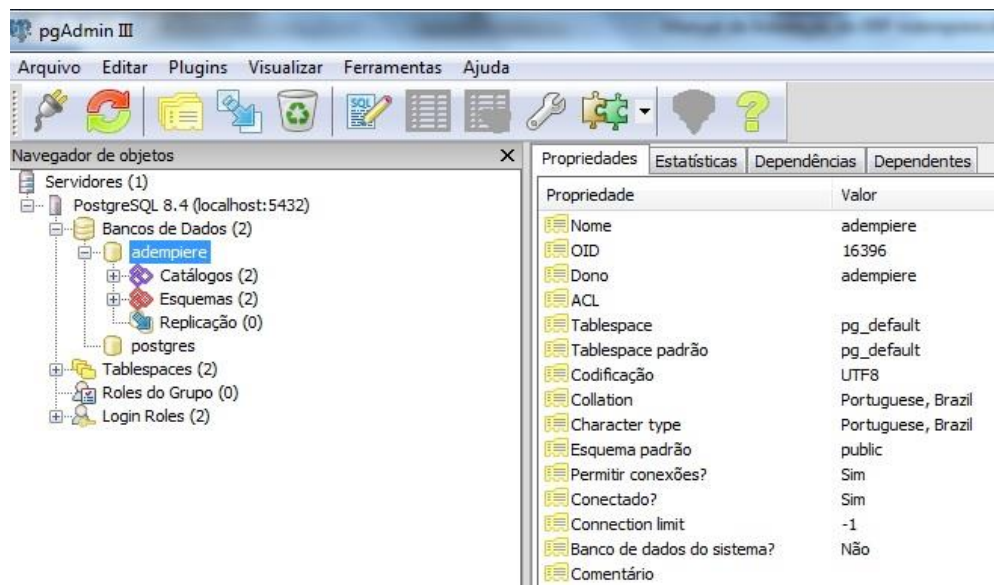 pgAdmin III
Arquivo Editar Plugins Visualizar Ferramentas Ajuda
SQL
Navegador de objetos X
Servidores (1)
PostgreSQL 8.4 (localhost:5432)
Bancos de Dados (2)
adempiere
Catálogos (2)
Esquemas (2)
Replicação (0)
postgres
Tablespaces (2)
Roles do Grupo (0)
Login Roles (2)
Propriedades Estatísticas Dependências Dependentes
Propriedade Valor
Nome adempiere
OID 16396
Dono adempiere
ACL
Tablespace pg_default
Tablespace padrão pg_default
Codificação UTF8
Collation Portuguese, Brazil
Character type Portuguese, Brazil
Esquema padrão public
Permitir conexões? Sim
Conectado? Sim
Connection limit -1
Banco de dados do sistema? Não
Comentário